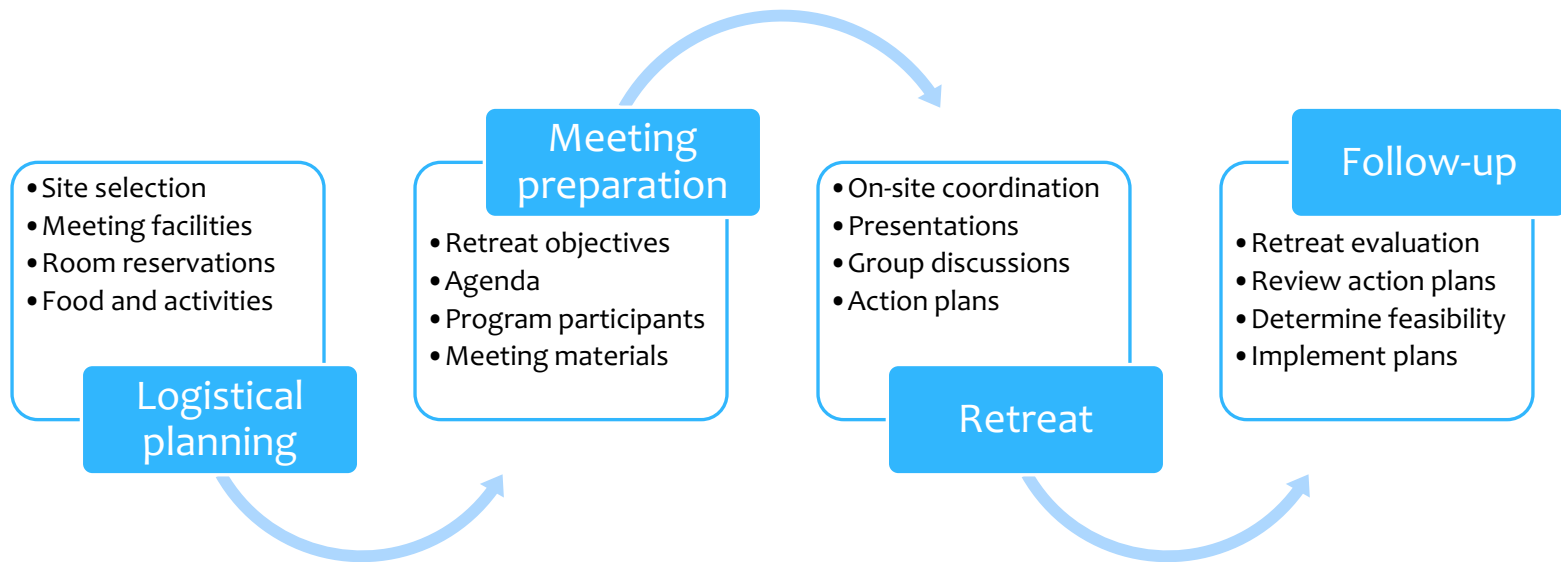 • Site selection
• Meeting facilities
• Room reservations
• Food and activities
Logistical
planning
Meeting
preparation
• Retreat objectives
• Agenda
• Program participants
• Meeting materials
• On-site coordination
• Presentations
• Group discussions
• Action plans
Retreat
Follow-up
• Retreat evaluation
• Review action plans
• Determine feasibility
• Implement plans